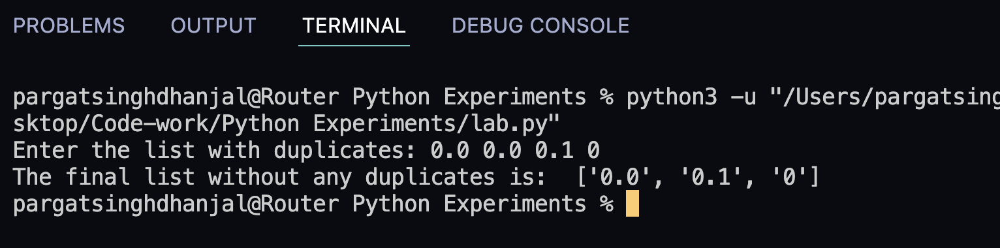 PROBLEMS OUTPUT TERMINAL DEBUG CONSOLE
pargatsinghdhanjal@Router Python Experiments % python3 -u "/Users/pargatsing
sktop/Code-work/Python Experiments/lab.py"
Enter the list with duplicates: 0.0 0.0 0.1 0
The final list without any duplicates is:  ['0.0', '0.1', '0']
pargatsinghdhanjal@Router Python Experiments %